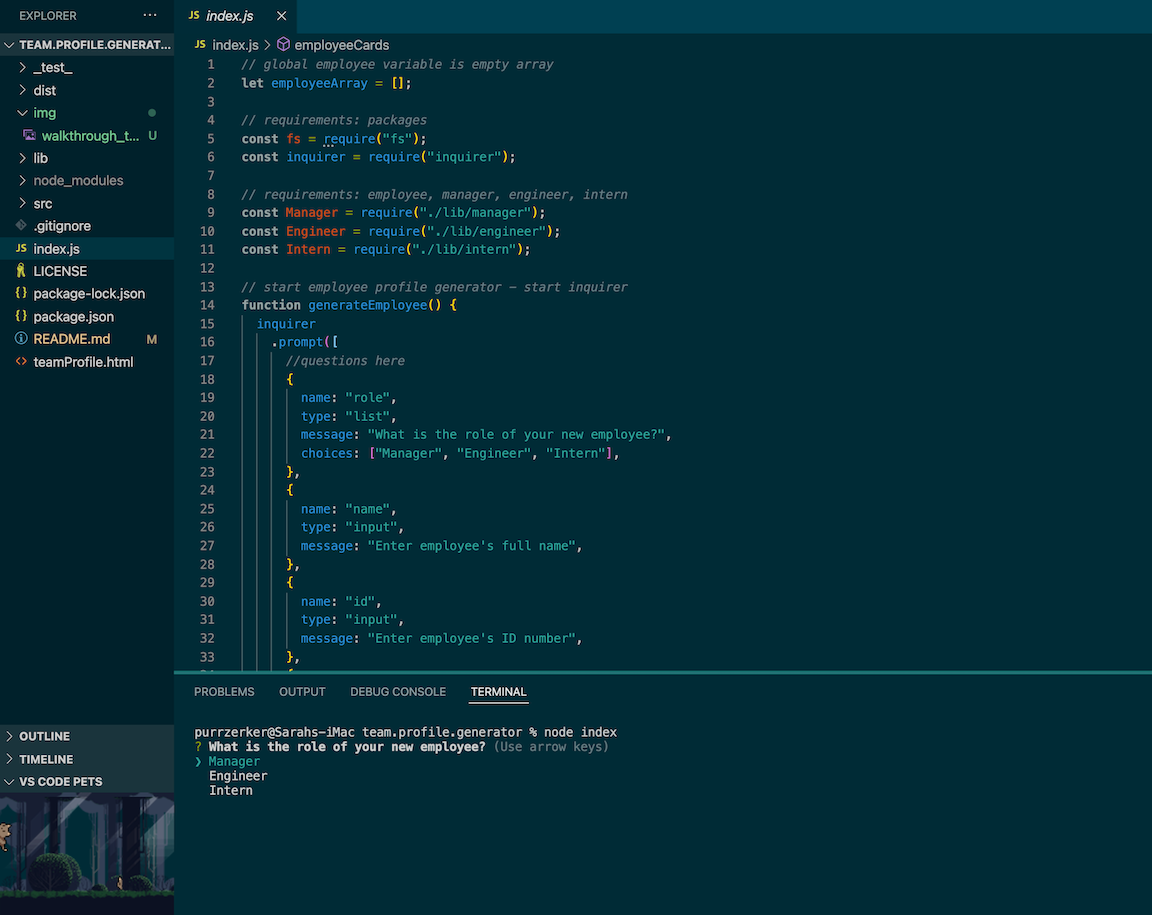 EXPLORER
···
TEAM.PROFILE.GENERAT...
_test_
dist
img
walkthrough_t... U
lib
node_modules
src
.gitignore
JS index.js
LICENSE
{} package-lock.json
{} package.json
README.md M
<> teamProfile.html
OUTLINE
TIMELINE
VS CODE PETS
JS index.js ×
JS index.js > employeeCards
1 // global employee variable is empty array
2 let employeeArray = [];
3
4 // requirements: packages
5 const fs = require("fs");
6 const inquirer = require("inquirer");
7
8 // requirements: employee, manager, engineer, intern
9 const Manager = require("./lib/manager");
10 const Engineer = require("./lib/engineer");
11 const Intern = require("./lib/intern");
12
13 // start employee profile generator – start inquirer
14 function generateEmployee() {
15 inquirer
16 .prompt([
17 //questions here
18 {
19 name: "role",
20 type: "list",
21 message: "What is the role of your new employee?",
22 choices: ["Manager", "Engineer", "Intern"],
23 },
24 {
25 name: "name",
26 type: "input",
27 message: "Enter employee's full name",
28 },
29 {
30 name: "id",
31 type: "input",
32 message: "Enter employee's ID number",
33 },
PROBLEMS OUTPUT DEBUG CONSOLE TERMINAL
purrzerker@Sarahs-iMac team.profile.generator % node index
? What is the role of your new employee? (Use arrow keys)
❯ Manager
Engineer
Intern